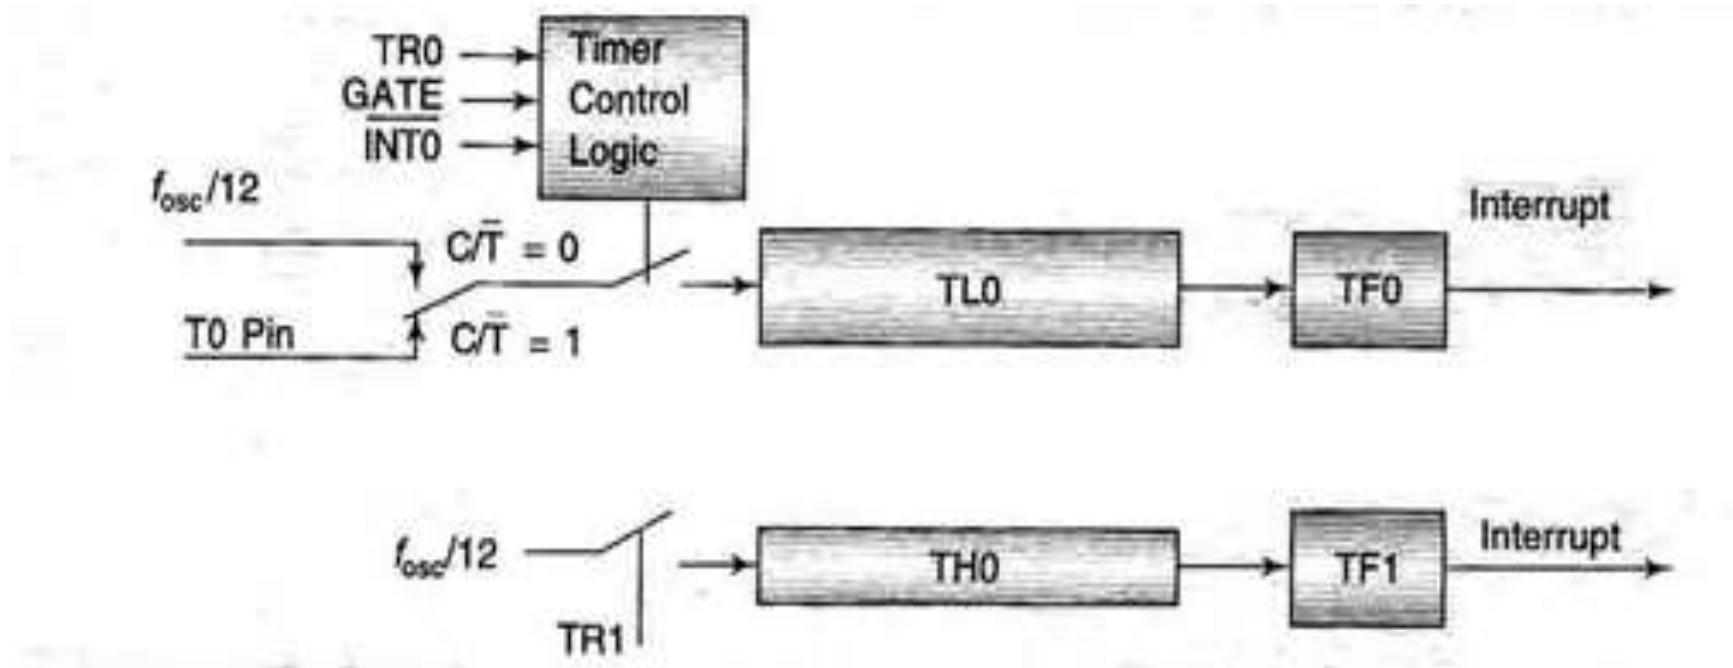 TR0
GATE
INT0
Timer
Control
Logic
fosc/12
C/T̅ = 0
T0 Pin
C/T̅ = 1
TL0
TF0
Interrupt
fosc/12
TR1
TH0
TF1
Interrupt